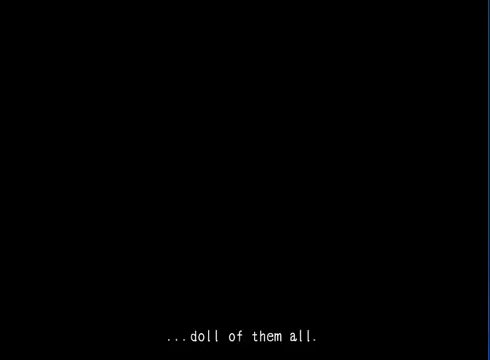 ...doll of them all.